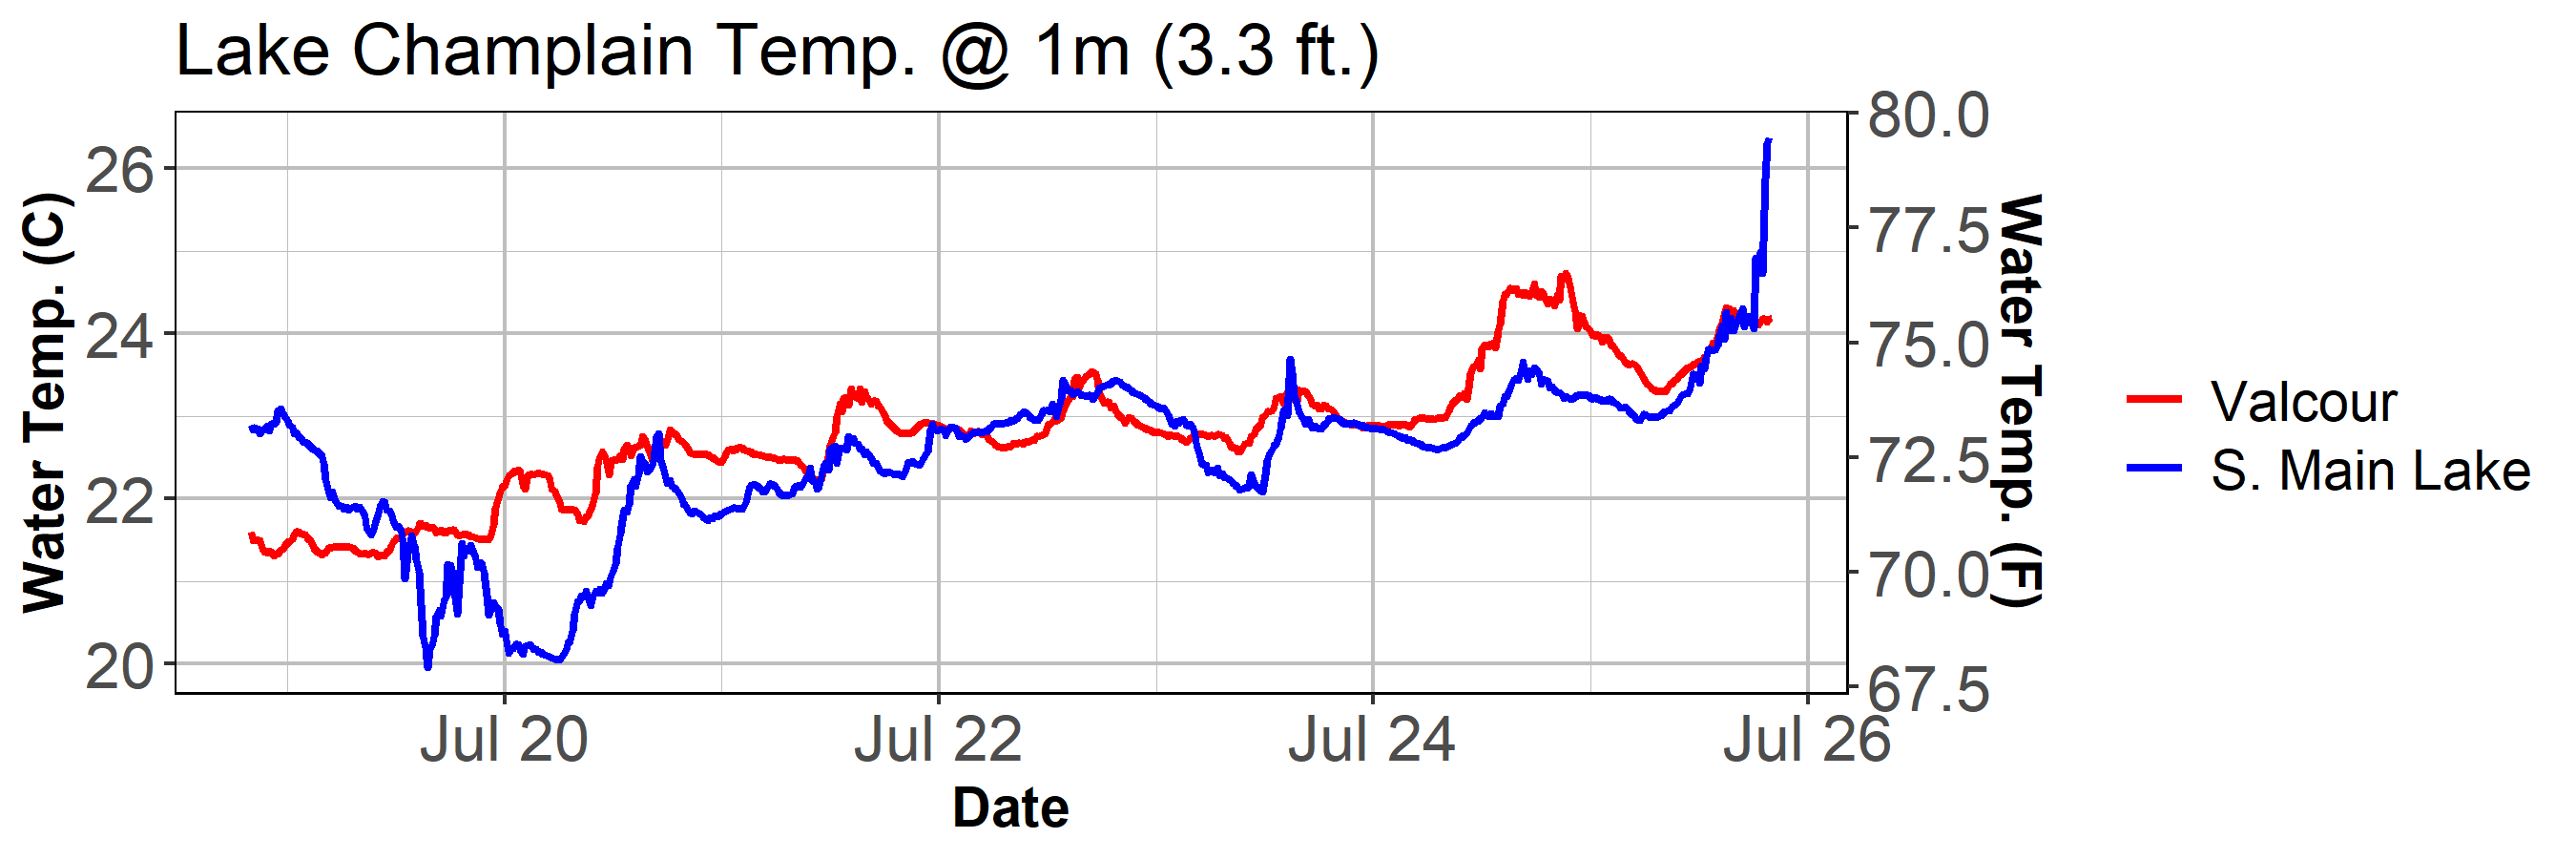 Lake Champlain Temp. @ 1m (3.3 ft.)
Water Temp. (C)
26
24
22
20
80.0
77.5
75.0
72.5
70.0
67.5
Water Temp. (F)
Jul 20
Jul 22
Jul 24
Jul 26
Date
Valcour
S. Main Lake